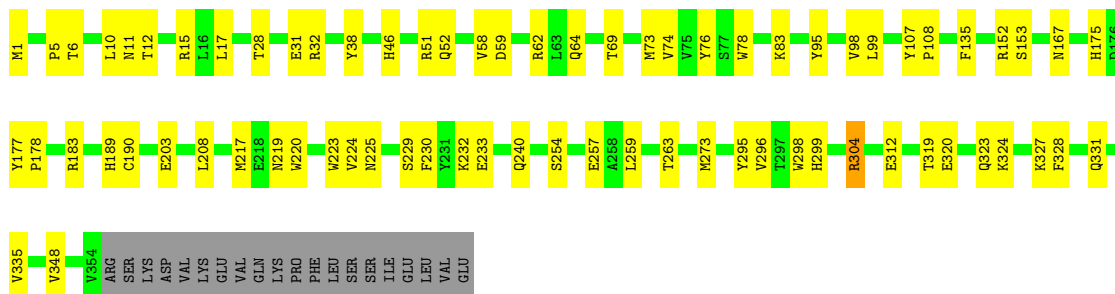 M1 P5 T6 L10 N11 T12 R15 L16 L17 T28 E31 R32 Y38 H46 R51 Q52 V58 D59 R62 L63 Q64 T69 M73 V74 V75 Y76 S77 W78 K83 Y95 V98 L99 Y107 P108 F135 R152 S153 N167 H175 D176
Y177 P178 R183 H189 C190 E203 L208 M217 E218 N219 W220 W223 V224 N225 S229 F230 Y231 K232 E233 Q240 S254 E257 A258 L259 T263 M273 Y295 V296 T297 W298 H299 R304 E312 T319 E320 Q323 K324 K327 F328 Q331
V335 V348 V354 ARG SER LYS ASP VAL LYS GLU VAL GLN LYS PRO PHE LEU SER SER ILE GLU LEU VAL GLU